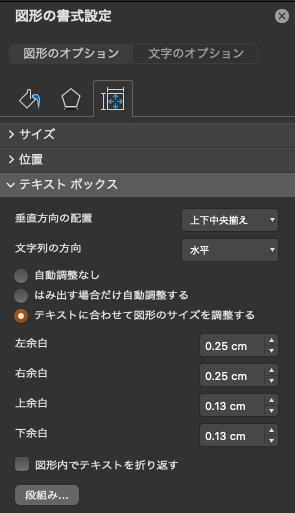 図形の書式設定
図形のオプション 文字のオプション
サイズ
位置
テキスト ボックス
垂直方向の配置 上下中央揃え
文字列の方向 水平
自動調整なし
はみ出す場合だけ自動調整する
テキストに合わせて図形のサイズを調整する
左余白 0.25 cm
右余白 0.25 cm
上余白 0.13 cm
下余白 0.13 cm
図形内でテキストを折り返す
段組み...